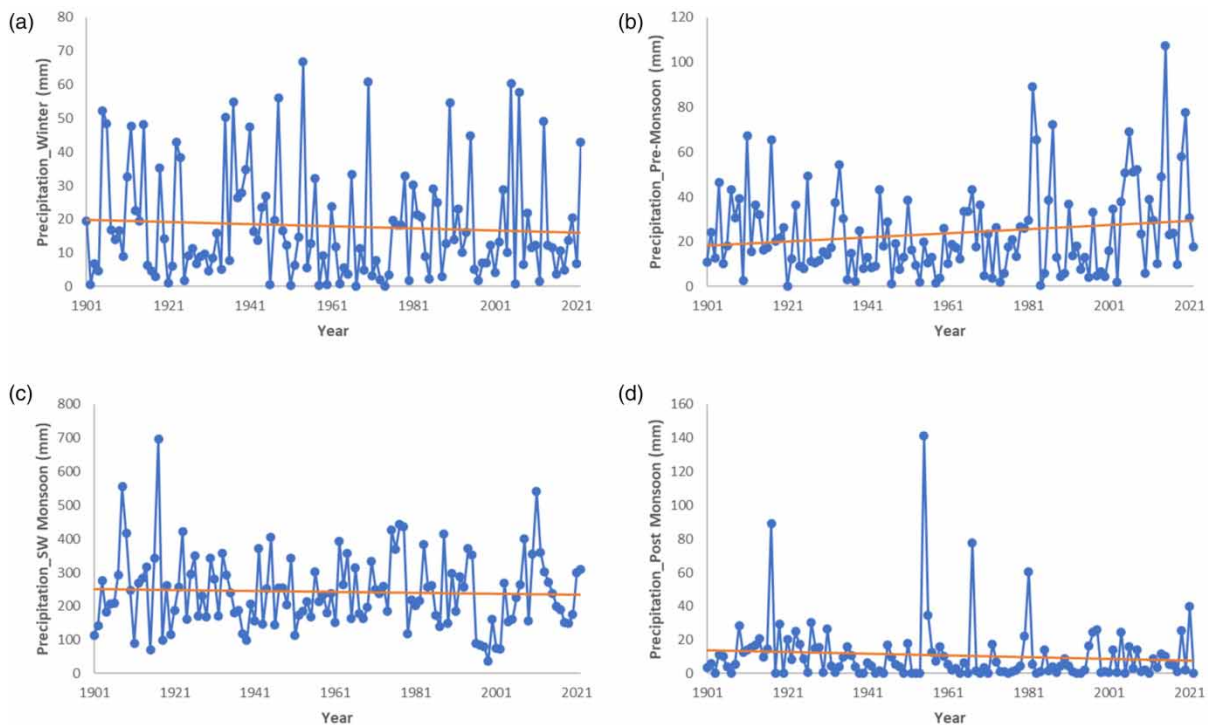 (a)
Precipitation_Winter (mm)
80
70
60
50
40
30
20
10
0
1901 1921 1941 1961 1981 2001 2021
Year
(b)
Precipitation_Pre-Monsoon (mm)
120
100
80
60
40
20
0
1901 1921 1941 1961 1981 2001 2021
Year
(c)
Precipitation_SW Monsoon (mm)
800
700
600
500
400
300
200
100
0
1901 1921 1941 1961 1981 2001 2021
Year
(d)
Precipitation_Post Monsoon (mm)
160
140
120
100
80
60
40
20
0
1901 1921 1941 1961 1981 2001 2021
Year